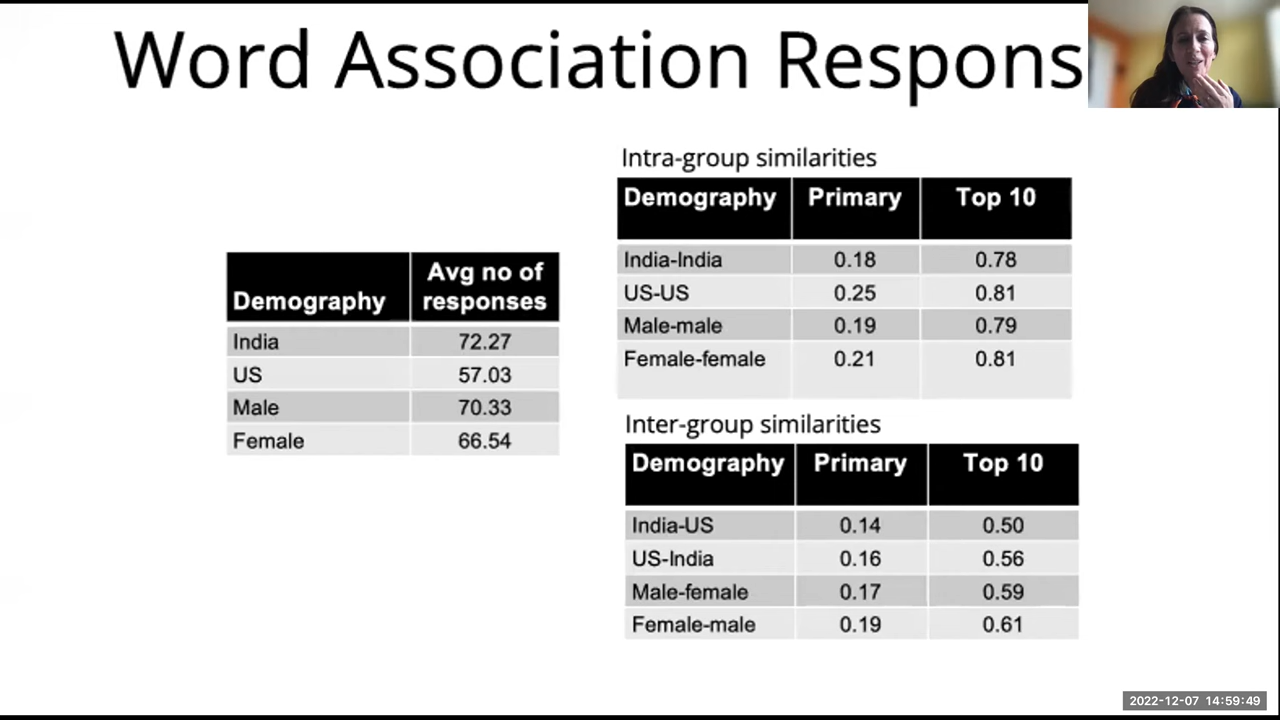 Word Association Respons
Intra-group similarities
Demography Primary Top 10
India-India 0.18 0.78
US-US 0.25 0.81
Male-male 0.19 0.79
Female-female 0.21 0.81
Demography Avg no of responses
India 72.27
US 57.03
Male 70.33
Female 66.54
Inter-group similarities
Demography Primary Top 10
India-US 0.14 0.50
US-India 0.16 0.56
Male-female 0.17 0.59
Female-male 0.19 0.61
2022-12-07 14:59:49